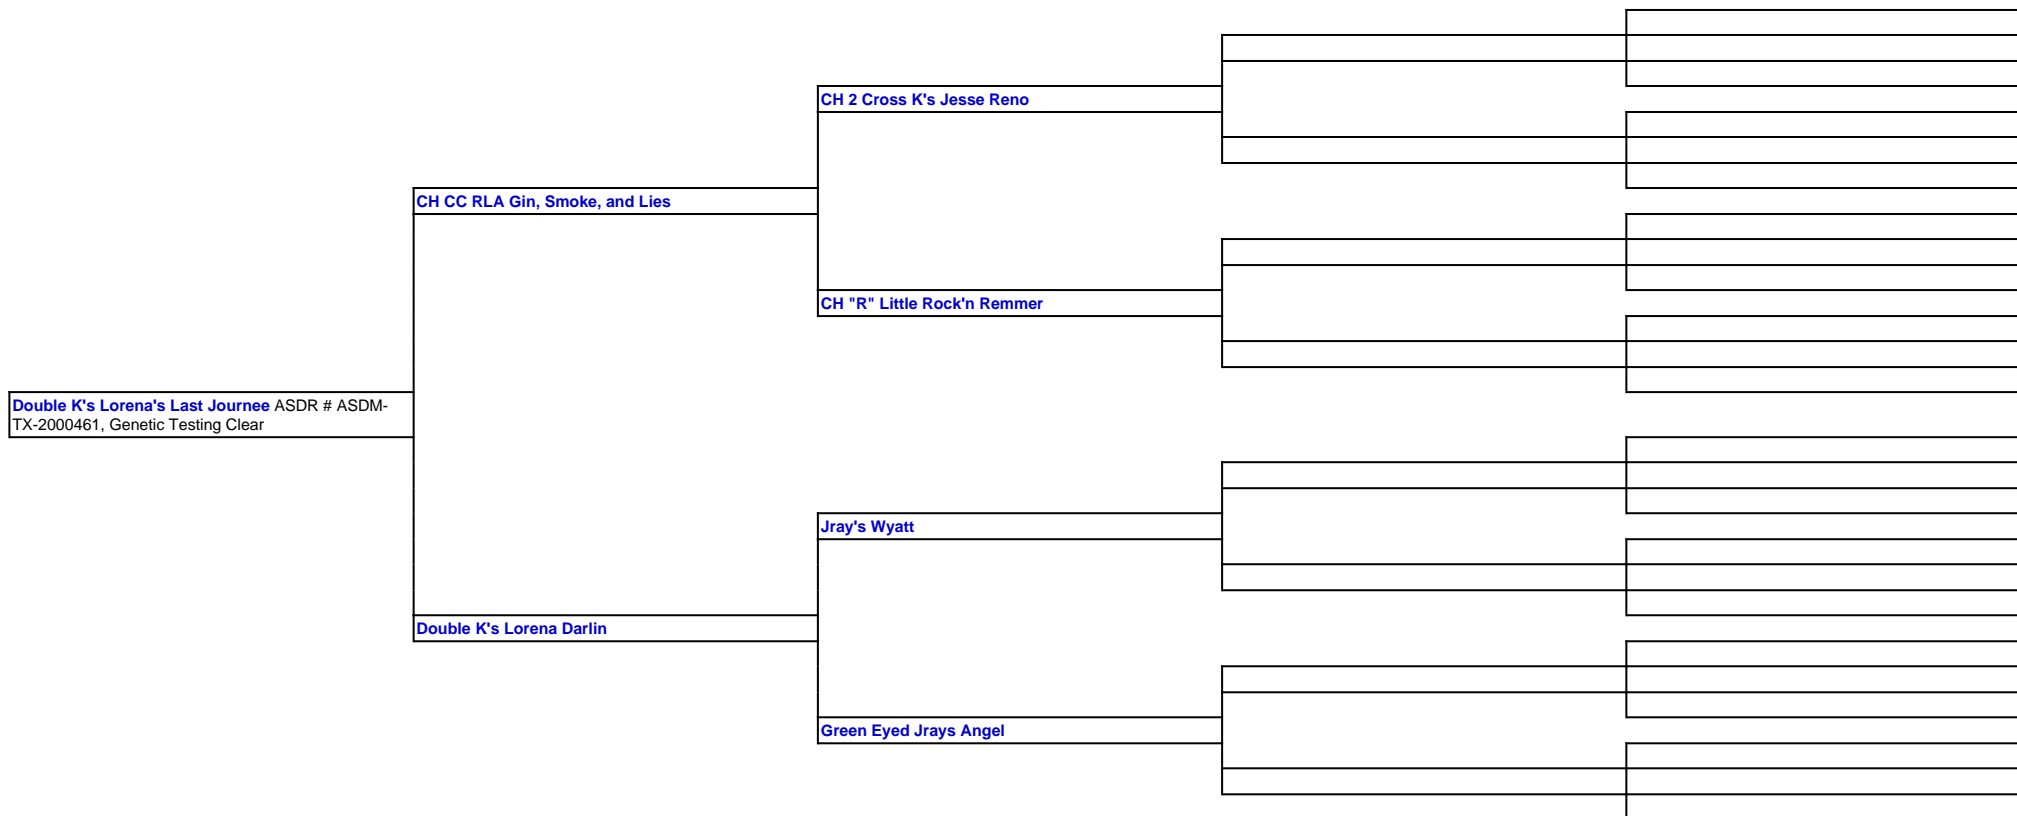 CH 2 Cross K's Jesse Reno
CH CC RLA Gin, Smoke, and Lies
CH "R" Little Rock'n Remmer
Double K's Lorena's Last Journee ASDR # ASDM-
TX-2000461, Genetic Testing Clear
Jray's Wyatt
Double K's Lorena Darlin
Green Eyed Jrays Angel